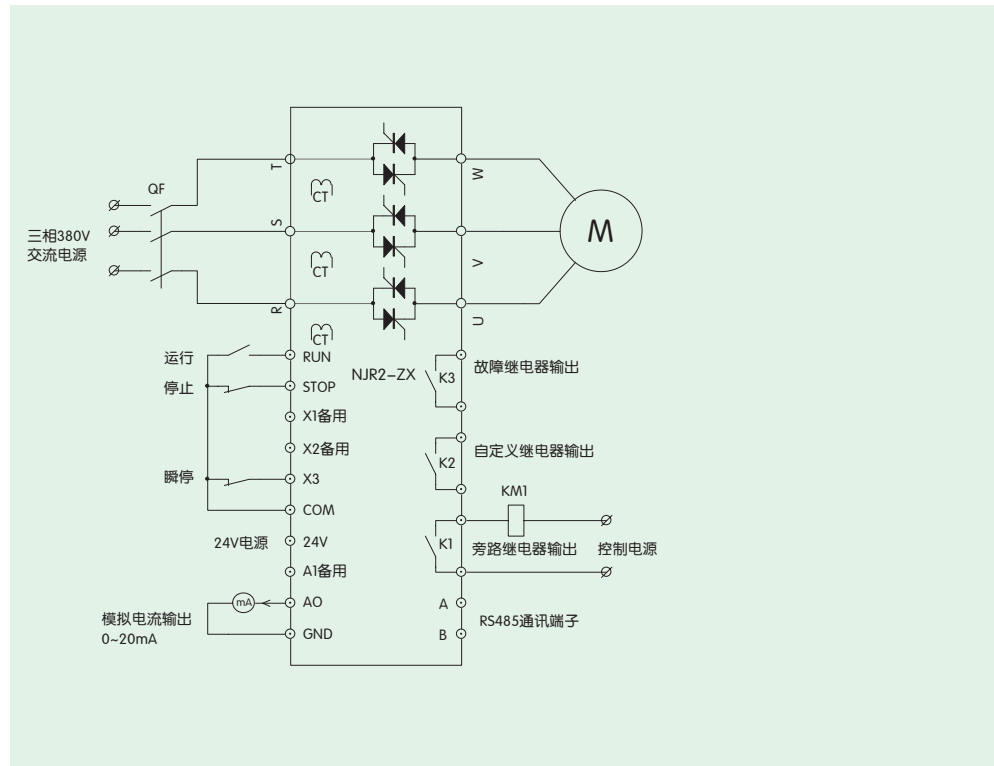 T
W
QF
CT
三相380V
交流电源
S
V
M
CT
R
U
CT
运行
RUN
NJR2-ZX
K3
故障继电器输出
停止
STOP
X1备用
X2备用
K2
自定义继电器输出
瞬停
X3
KM1
COM
24V电源
24V
K1
旁路继电器输出
控制电源
A1备用
模拟电流输出
0~20mA
mA
AO
GND
A
B
RS485通讯端子